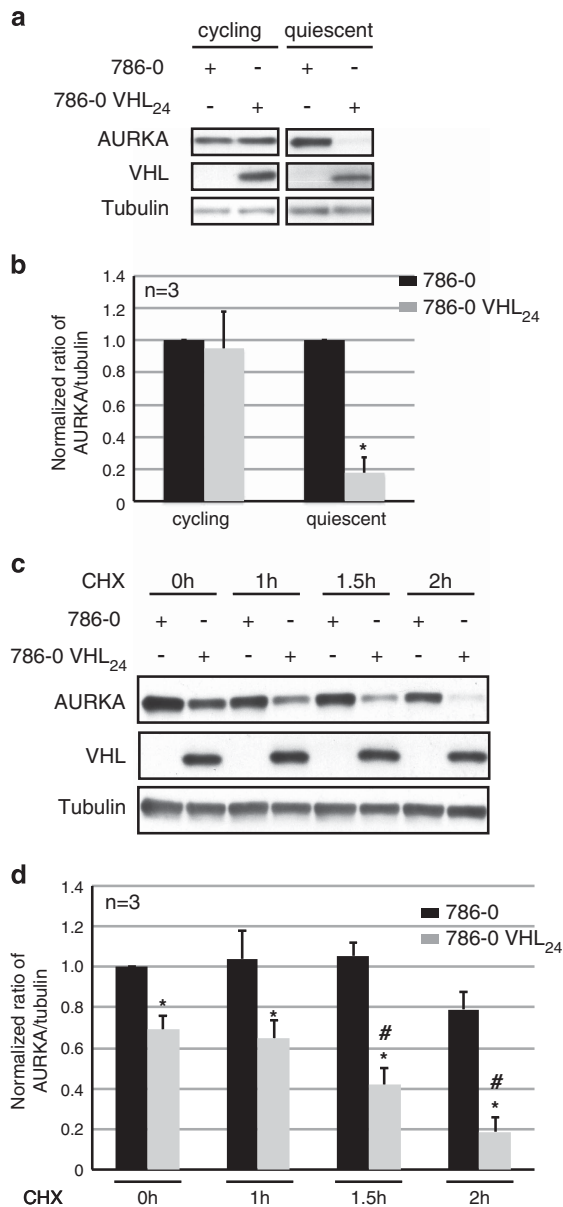 a
cycling quiescent
786-0 + - + -
786-0 VHL24 - + - +
AURKA
VHL
Tubulin
b
1.4
1.2
1.0
0.8
0.6
0.4
0.2
0
Normalized ratio of
AURKA/tubulin
n=3
786-0
786-0 VHL24
*
cycling quiescent
c
CHX 0h 1h 1.5h 2h
786-0 + - + - + - + -
786-0 VHL24 - + - + - + - +
AURKA
VHL
Tubulin
d
1.4
1.2
1.0
0.8
0.6
0.4
0.2
0
Normalized ratio of
AURKA/tubulin
n=3
786-0
786-0 VHL24
*
*
#
*
#
*
CHX 0h 1h 1.5h 2h